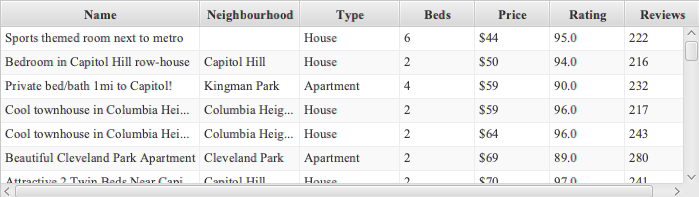 Name Neighbourhood Type Beds Price Rating Reviews
Sports themed room next to metro House 6 $44 95.0 222
Bedroom in Capitol Hill row-house Capitol Hill House 2 $50 94.0 216
Private bed/bath 1mi to Capitol! Kingman Park Apartment 4 $59 90.0 232
Cool townhouse in Columbia Hei... Columbia Heig... House 2 $59 96.0 217
Cool townhouse in Columbia Hei... Columbia Heig... House 2 $64 96.0 243
Beautiful Cleveland Park Apartment Cleveland Park Apartment 2 $69 89.0 280
Attractive 2 Twin Beds Near Capi... Capitol Hill House 2 $70 97.0 241